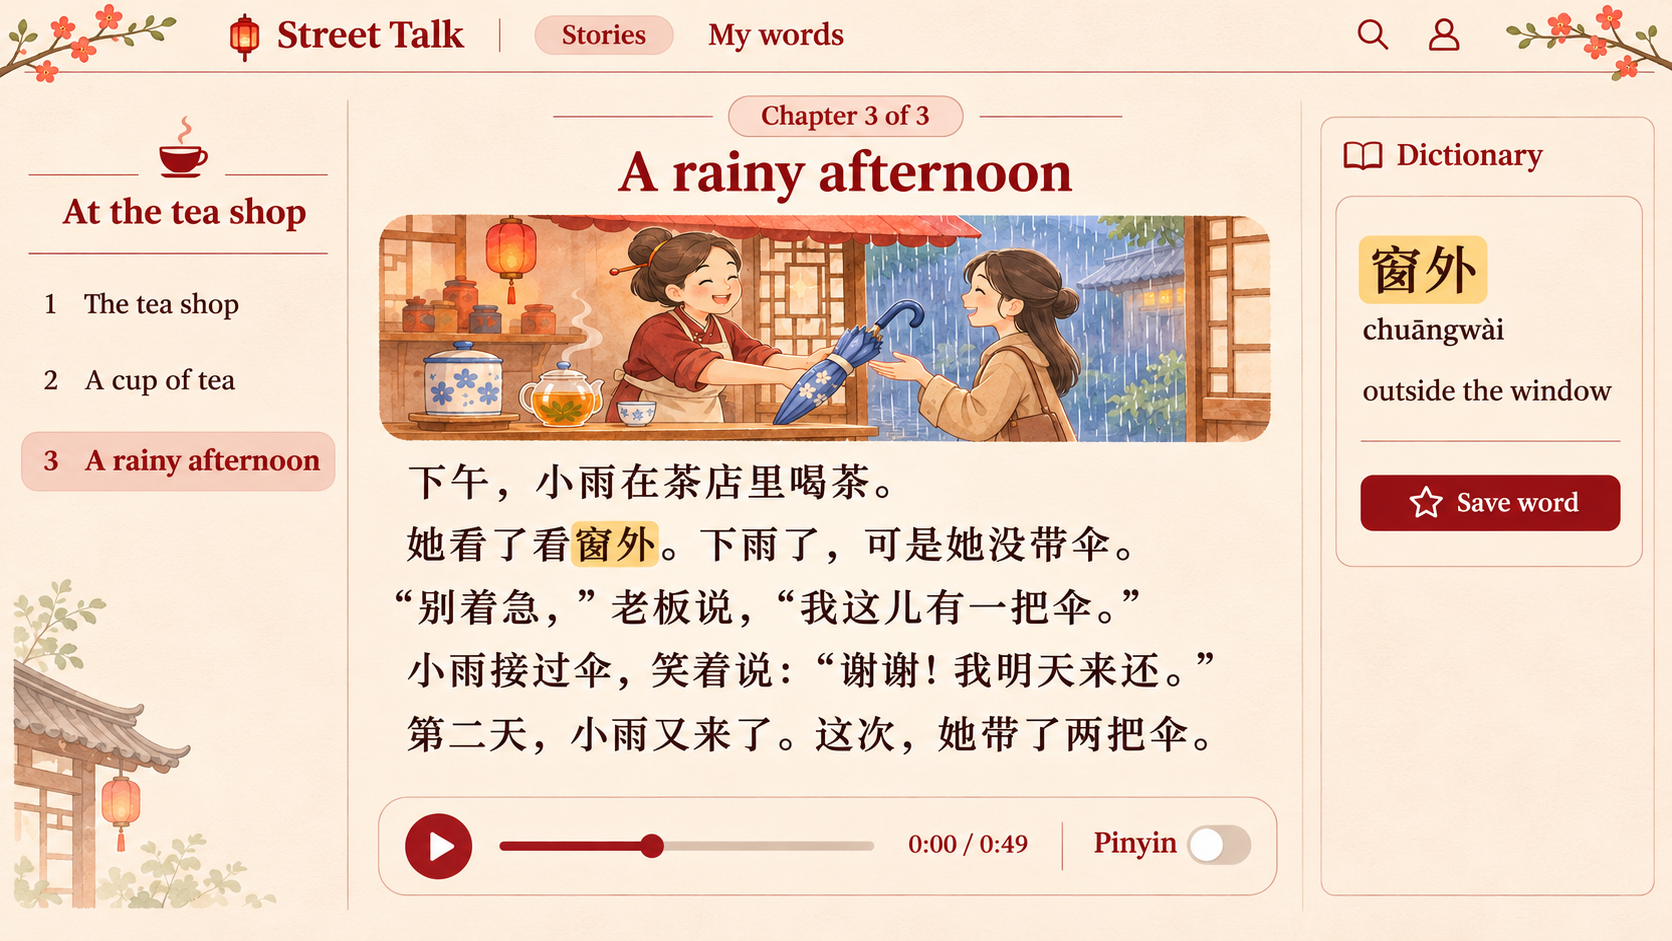 Street Talk
Stories
My words
At the tea shop
1 The tea shop
2 A cup of tea
3 A rainy afternoon
Chapter 3 of 3
A rainy afternoon
下午，小雨在茶店里喝茶。
她看了看窗外。下雨了，可是她没带伞。
“别着急，”老板说，“我这儿有一把伞。”
小雨接过伞，笑着说：“谢谢！我明天来还。”
第二天，小雨又来了。这次，她带了两把伞。
0:00 / 0:49
Pinyin
Dictionary
窗外
chuāngwài
outside the window
Save word